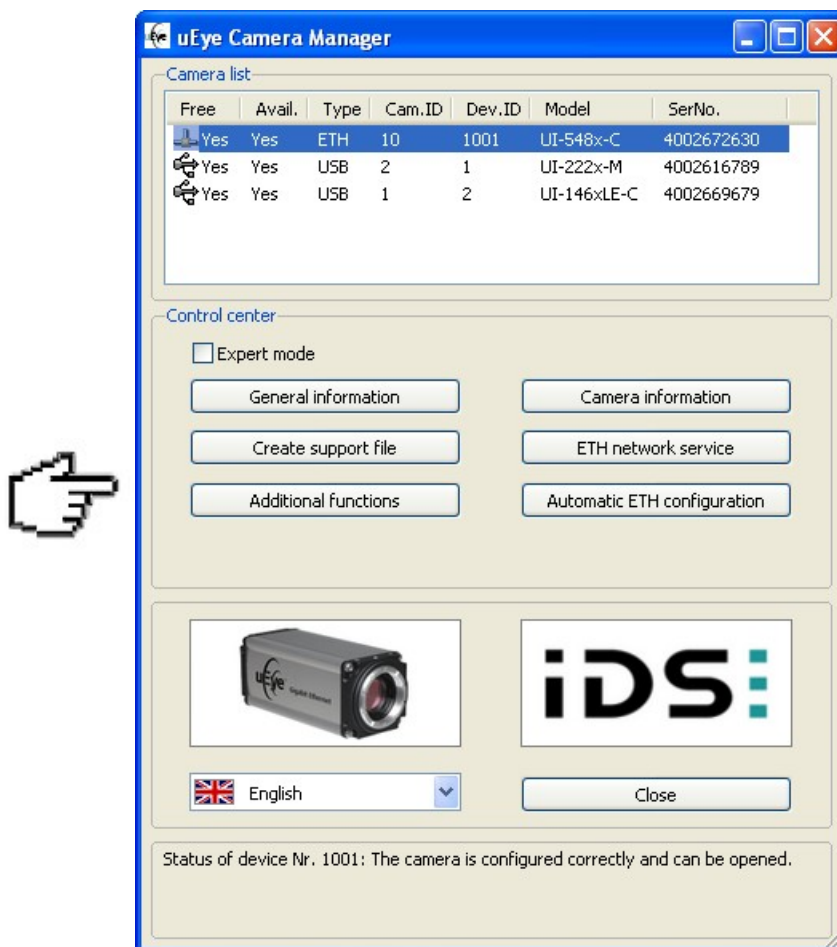 uEye Camera Manager
Camera list
Free Avail. Type Cam.ID Dev.ID Model SerNo.
Yes Yes ETH 10 1001 UI-548x-C 4002672630
Yes Yes USB 2 1 UI-222x-M 4002616789
Yes Yes USB 1 2 UI-146xLE-C 4002669679
Control center
Expert mode
General information Camera information
Create support file ETH network service
Additional functions Automatic ETH configuration
uEye Gigabit Ethernet
iDS
English Close
Status of device Nr. 1001: The camera is configured correctly and can be opened.